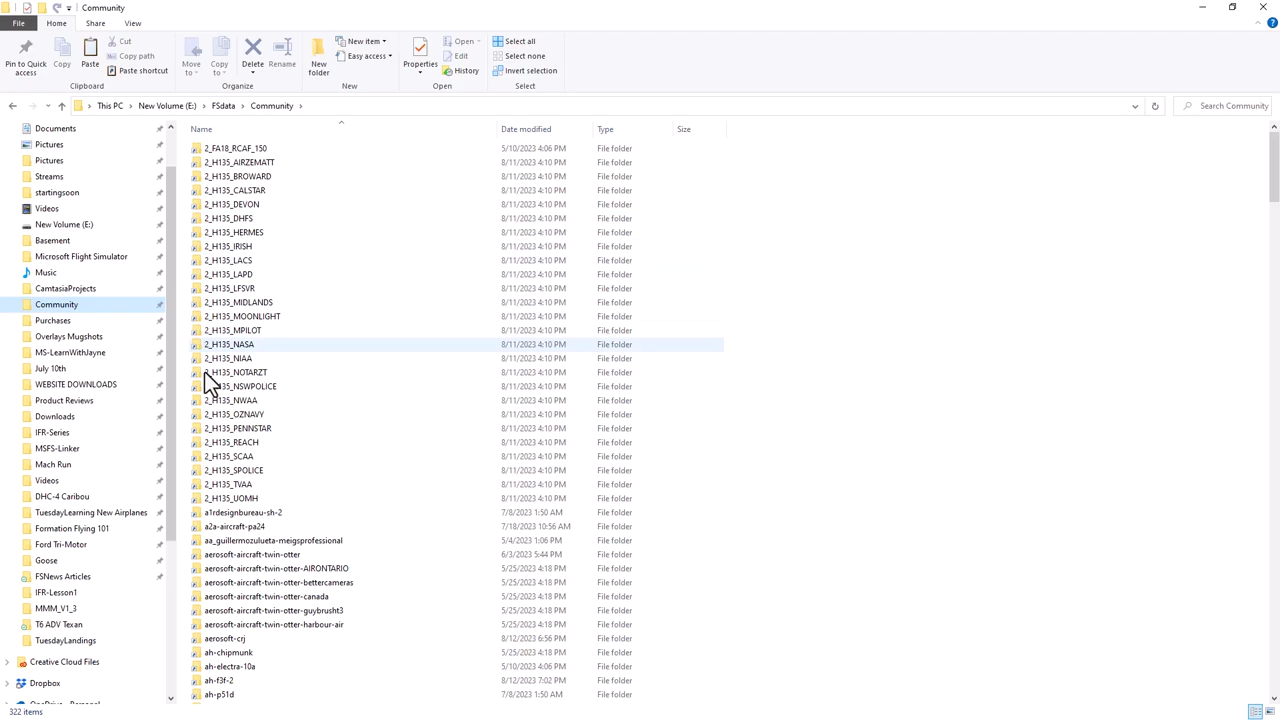 Community
File Home Share View
Pin to Quick access
Copy
Paste
Cut
Copy path
Paste shortcut
Clipboard
Move to
Copy to
Delete
Rename
Organize
New folder
New item
Easy access
New
Properties
Open
Edit
History
Open
Select all
Select none
Invert selection
Select
This PC New Volume (E:) FSdata Community
Search Community
Documents
Pictures
Pictures
Streams
startingsoon
Videos
New Volume (E:)
Basement
Microsoft Flight Simulator
Music
CamtasiaProjects
Community
Purchases
Overlays Mugshots
MS-LearnWithJayne
July 10th
WEBSITE DOWNLOADS
Product Reviews
Downloads
IFR-Series
MSFS-Linker
Mach Run
Videos
DHC-4 Caribou
TuesdayLearning New Airplanes
Formation Flying 101
Ford Tri-Motor
Goose
FSNews Articles
IFR-Lesson1
MMM_V1_3
T6 ADV Texan
TuesdayLandings
Creative Cloud Files
Dropbox
Name Date modified Type Size
2_FA18_RCAF_150 5/10/2023 4:06 PM File folder
2_H135_AIRZEMATT 8/11/2023 4:10 PM File folder
2_H135_BROWARD 8/11/2023 4:10 PM File folder
2_H135_CALSTAR 8/11/2023 4:10 PM File folder
2_H135_DEVON 8/11/2023 4:10 PM File folder
2_H135_DHFS 8/11/2023 4:10 PM File folder
2_H135_HERMES 8/11/2023 4:10 PM File folder
2_H135_IRISH 8/11/2023 4:10 PM File folder
2_H135_LACS 8/11/2023 4:10 PM File folder
2_H135_LAPD 8/11/2023 4:10 PM File folder
2_H135_LFSVR 8/11/2023 4:10 PM File folder
2_H135_MIDLANDS 8/11/2023 4:10 PM File folder
2_H135_MOONLIGHT 8/11/2023 4:10 PM File folder
2_H135_MPILOT 8/11/2023 4:10 PM File folder
2_H135_NASA 8/11/2023 4:10 PM File folder
2_H135_NIAA 8/11/2023 4:10 PM File folder
2_H135_NOTARZT 8/11/2023 4:10 PM File folder
2_H135_NSWPOLICE 8/11/2023 4:10 PM File folder
2_H135_NWAA 8/11/2023 4:10 PM File folder
2_H135_OZNAVY 8/11/2023 4:10 PM File folder
2_H135_PENNSTAR 8/11/2023 4:10 PM File folder
2_H135_REACH 8/11/2023 4:10 PM File folder
2_H135_SCAA 8/11/2023 4:10 PM File folder
2_H135_SPOLICE 8/11/2023 4:10 PM File folder
2_H135_TVAA 8/11/2023 4:10 PM File folder
2_H135_UOMH 8/11/2023 4:10 PM File folder
a1rdesignbureau-sh-2 7/8/2023 1:50 AM File folder
a2a-aircraft-pa24 7/18/2023 10:56 AM File folder
aa_guillermozulueta-meigsprofessional 5/4/2023 1:06 PM File folder
aerosoft-aircraft-twin-otter 6/3/2023 5:44 PM File folder
aerosoft-aircraft-twin-otter-AIRONTARIO 5/25/2023 4:18 PM File folder
aerosoft-aircraft-twin-otter-bettercameras 5/25/2023 4:18 PM File folder
aerosoft-aircraft-twin-otter-canada 5/25/2023 4:18 PM File folder
aerosoft-aircraft-twin-otter-guybrusht3 5/25/2023 4:18 PM File folder
aerosoft-aircraft-twin-otter-harbour-air 5/25/2023 4:18 PM File folder
aerosoft-crj 8/12/2023 6:56 PM File folder
ah-chipmunk 5/25/2023 4:18 PM File folder
ah-electra-10a 5/10/2023 4:06 PM File folder
ah-f3f-2 8/12/2023 7:02 PM File folder
ah-p51d 7/8/2023 1:50 AM File folder
322 items